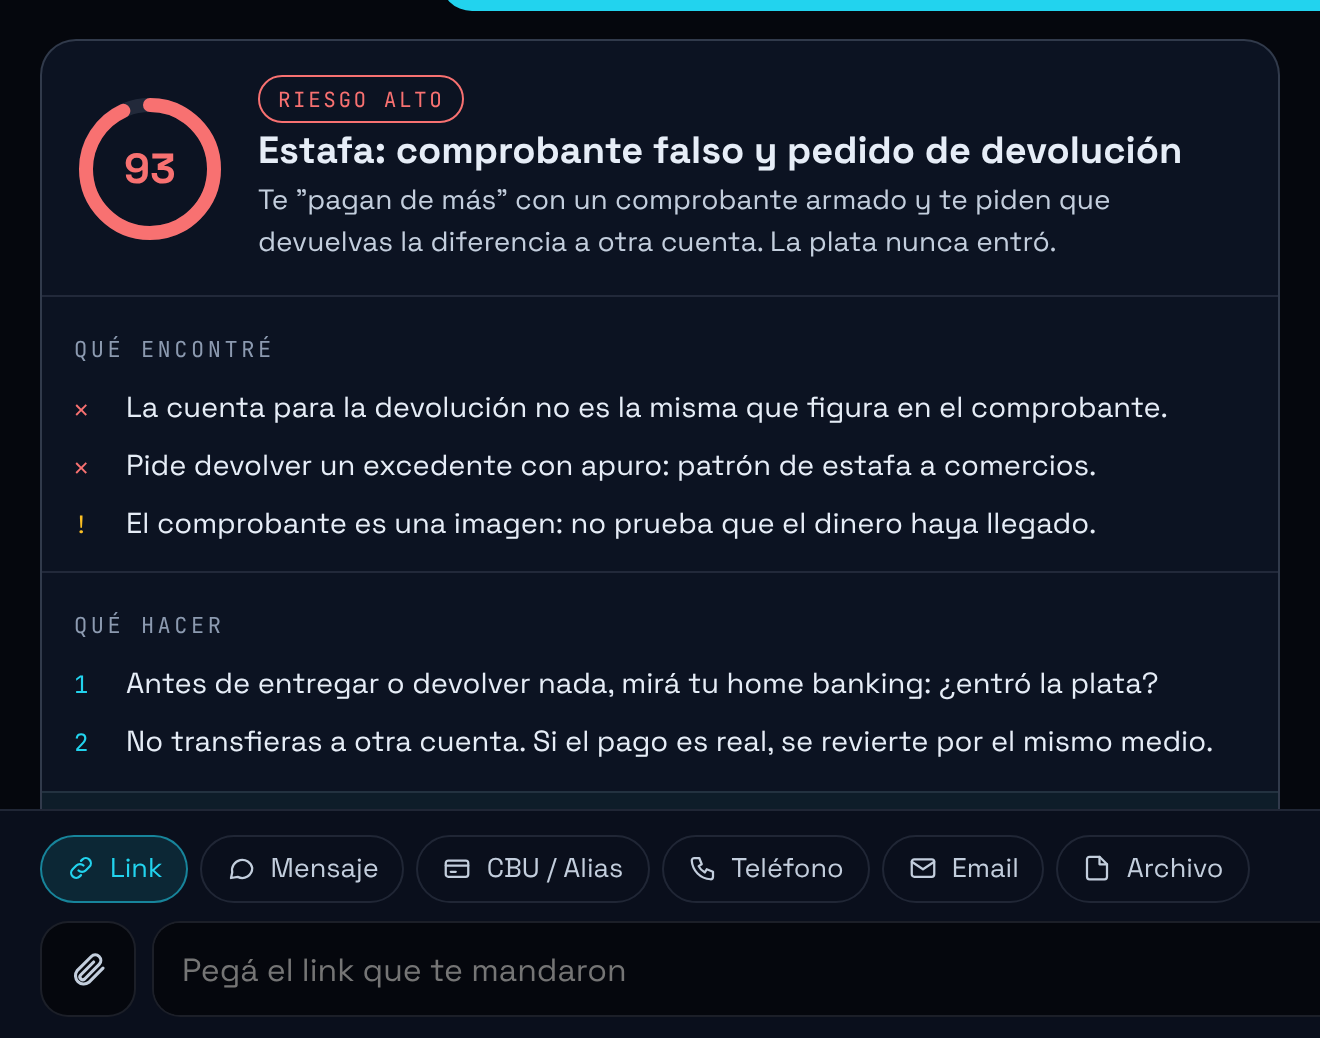 RIESGO ALTO
93
Estafa: comprobante falso y pedido de devolución
Te ”pagan de más” con un comprobante armado y te piden que
devuelvas la diferencia a otra cuenta. La plata nunca entró.
QUÉ ENCONTRÉ
× La cuenta para la devolución no es la misma que figura en el comprobante.
× Pide devolver un excedente con apuro: patrón de estafa a comercios.
! El comprobante es una imagen: no prueba que el dinero haya llegado.
QUÉ HACER
1 Antes de entregar o devolver nada, mirá tu home banking: ¿entró la plata?
2 No transfieras a otra cuenta. Si el pago es real, se revierte por el mismo medio.
Link Mensaje CBU / Alias Teléfono Email Archivo
Pegá el link que te mandaron